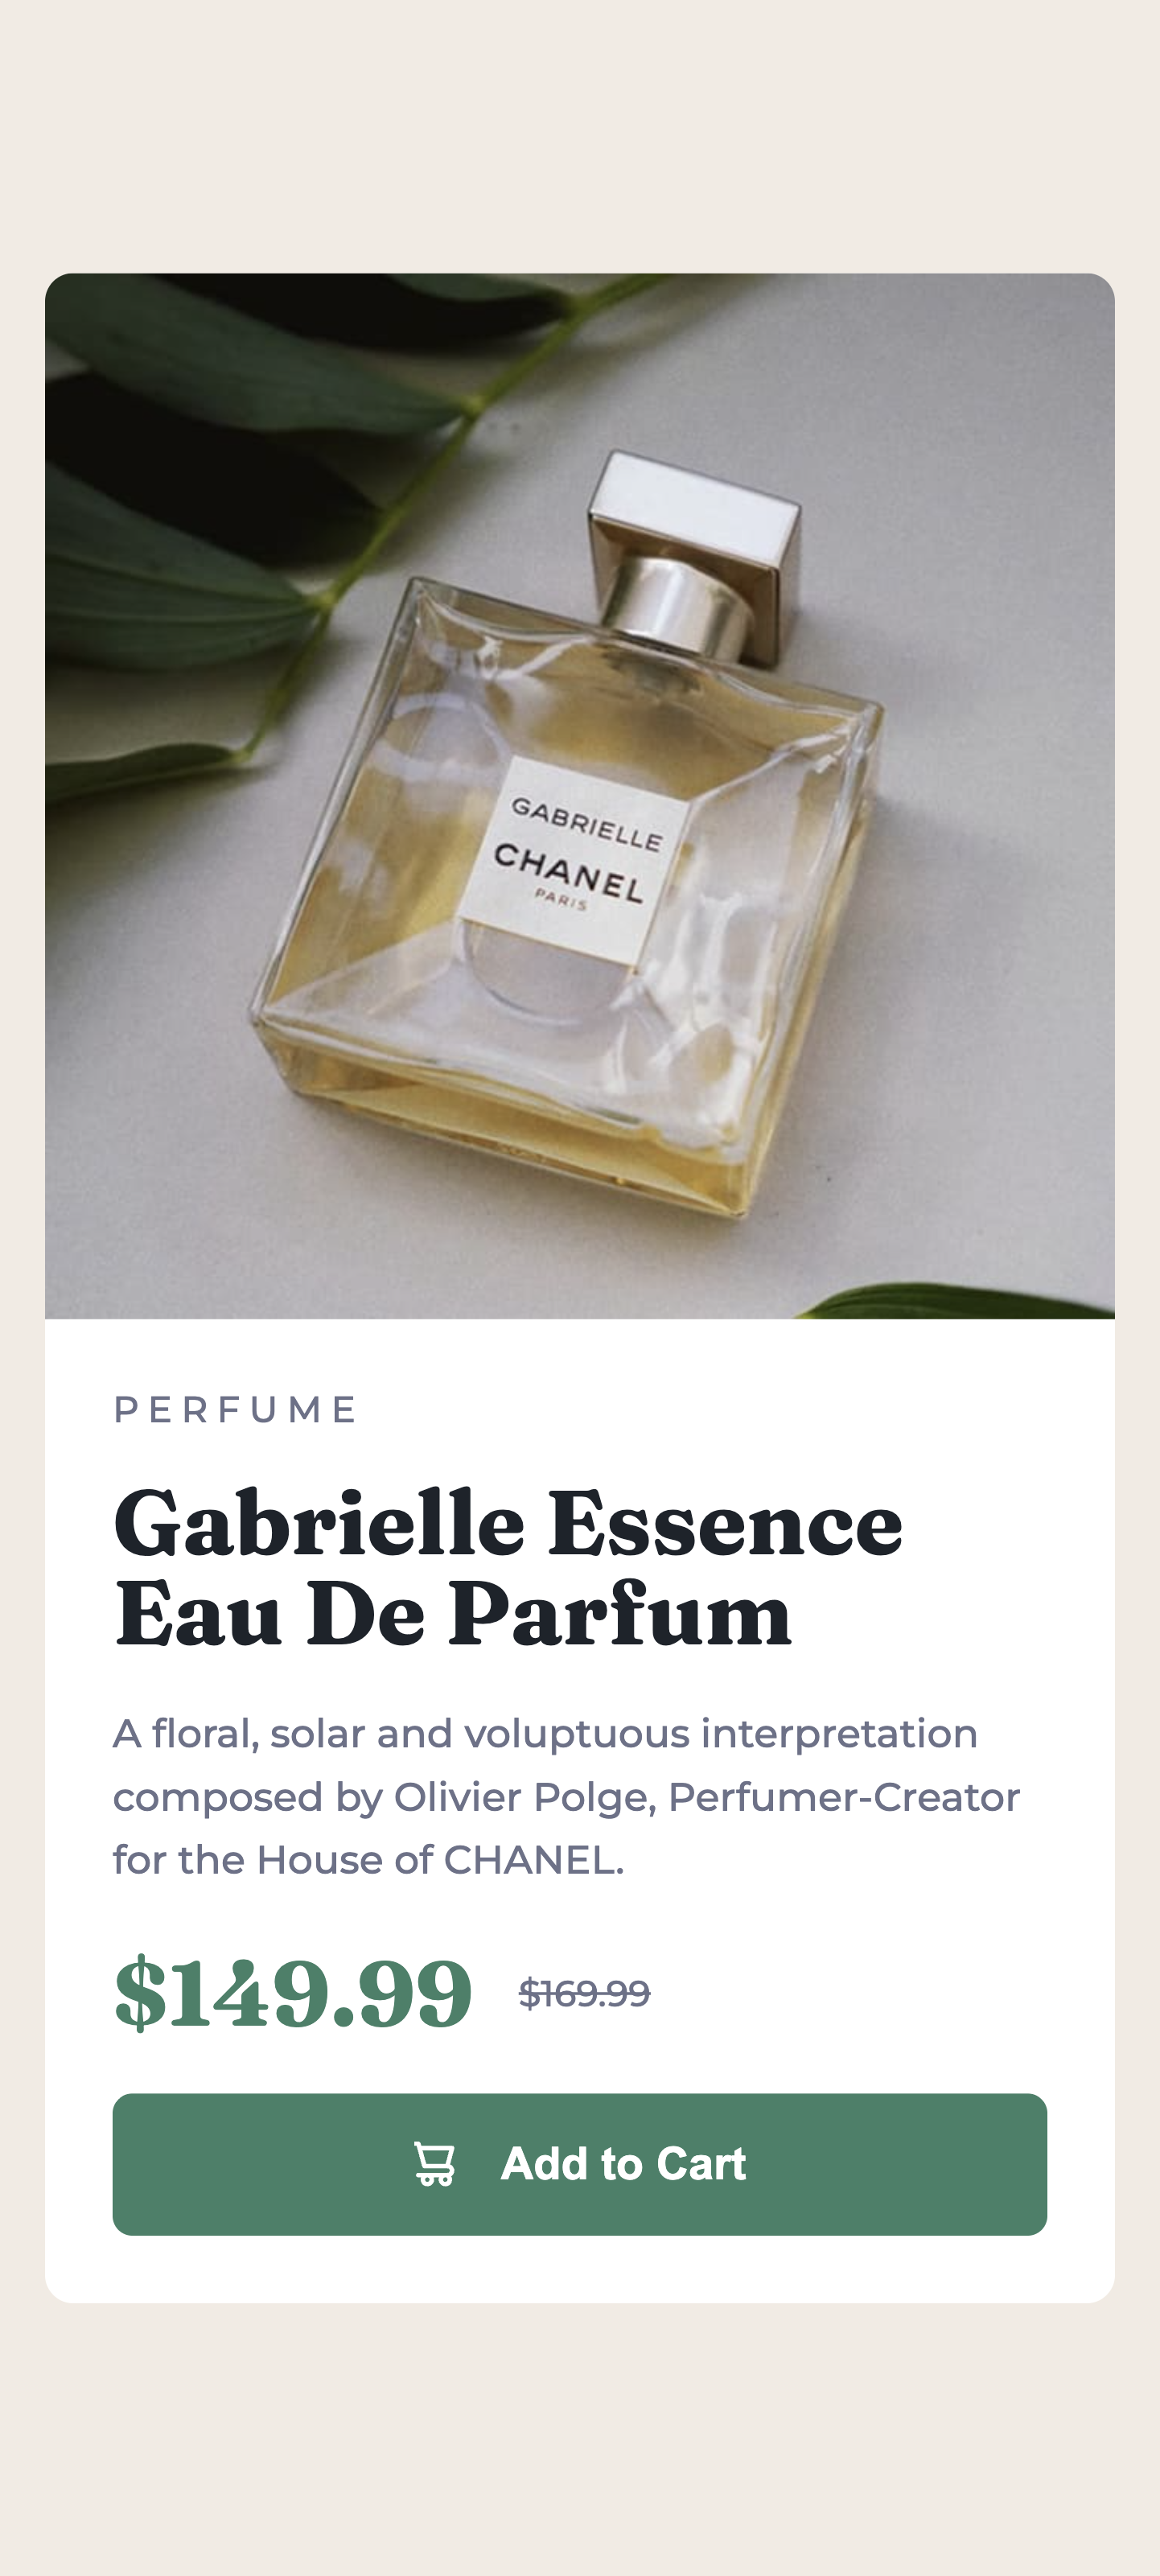 GABRIELLE
CHANEL
PARIS
PERFUME
Gabrielle Essence
Eau De Parfum
A floral, solar and voluptuous interpretation
composed by Olivier Polge, Perfumer-Creator
for the House of CHANEL.
$149.99 $169.99
Add to Cart